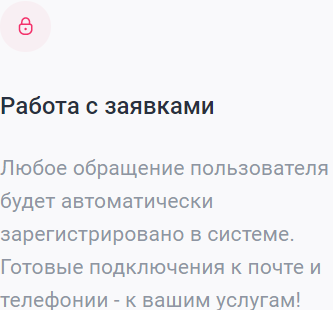 Работа с заявками
Любое обращение пользователя
будет автоматически
зарегистрировано в системе.
Готовые подключения к почте и
телефонии - к вашим услугам!